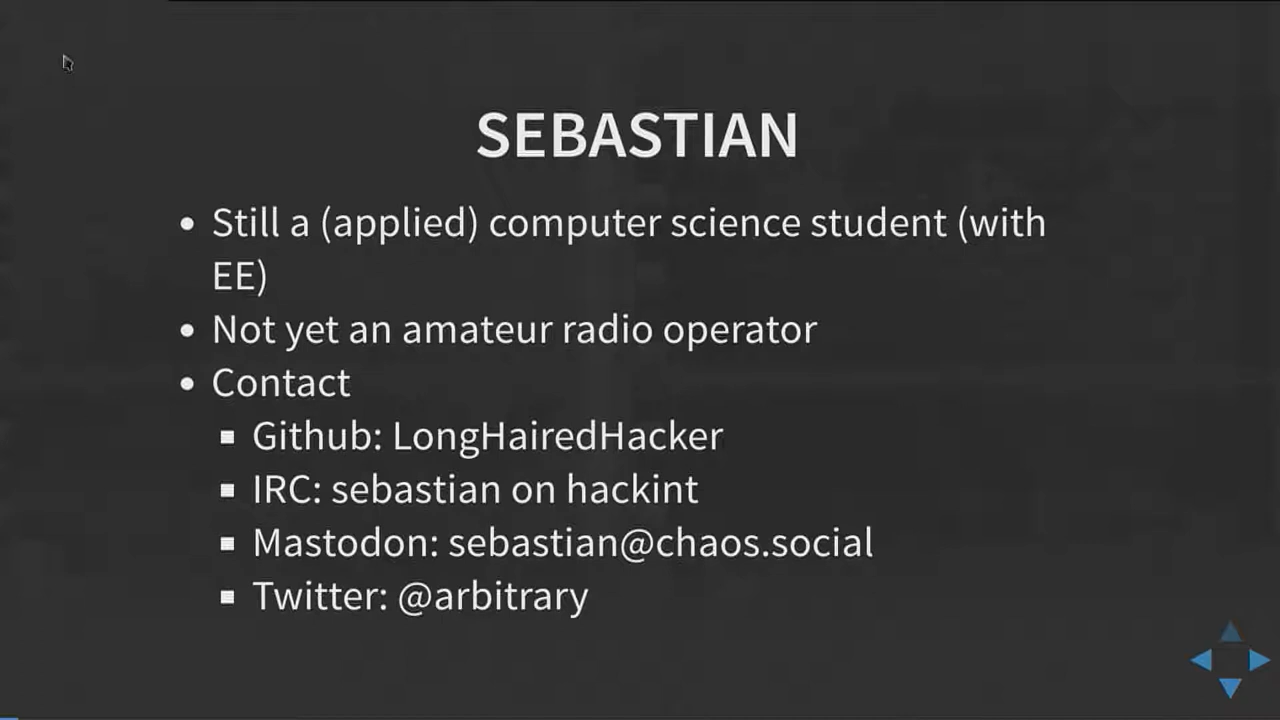 SEBASTIAN
Still a (applied) computer science student (with
EE)
Not yet an amateur radio operator
Contact
Github: LongHairedHacker
IRC: sebastian on hackint
Mastodon: sebastian@chaos.social
Twitter: @arbitrary